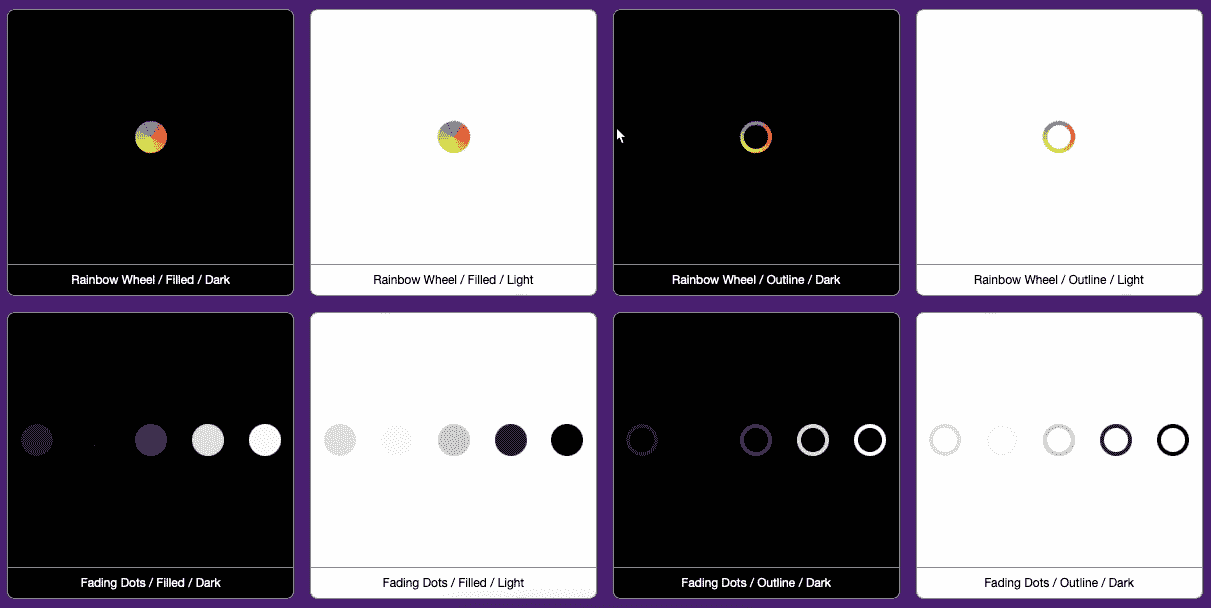 Rainbow Wheel / Filled / Dark
Rainbow Wheel / Filled / Light
Rainbow Wheel / Outline / Dark
Rainbow Wheel / Outline / Light
Fading Dots / Filled / Dark
Fading Dots / Filled / Light
Fading Dots / Outline / Dark
Fading Dots / Outline / Dark